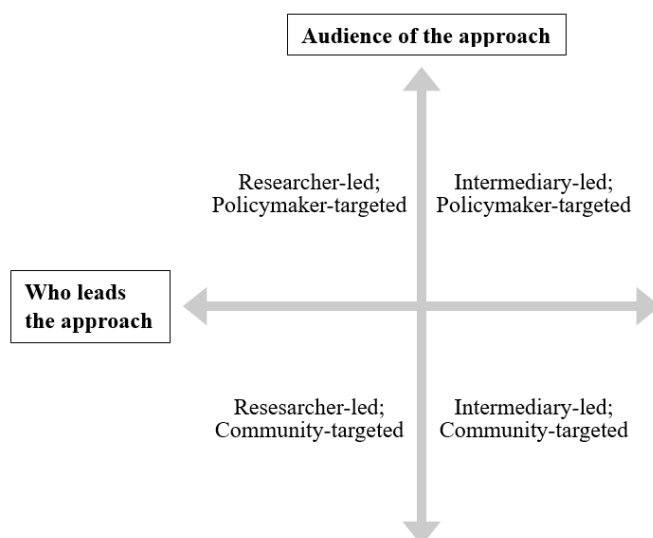 Audience of the approach
Researcher-led;
Policymaker-targeted
Intermediary-led;
Policymaker-targeted
Who leads
the approach
Resesarcher-led;
Community-targeted
Intermediary-led;
Community-targeted